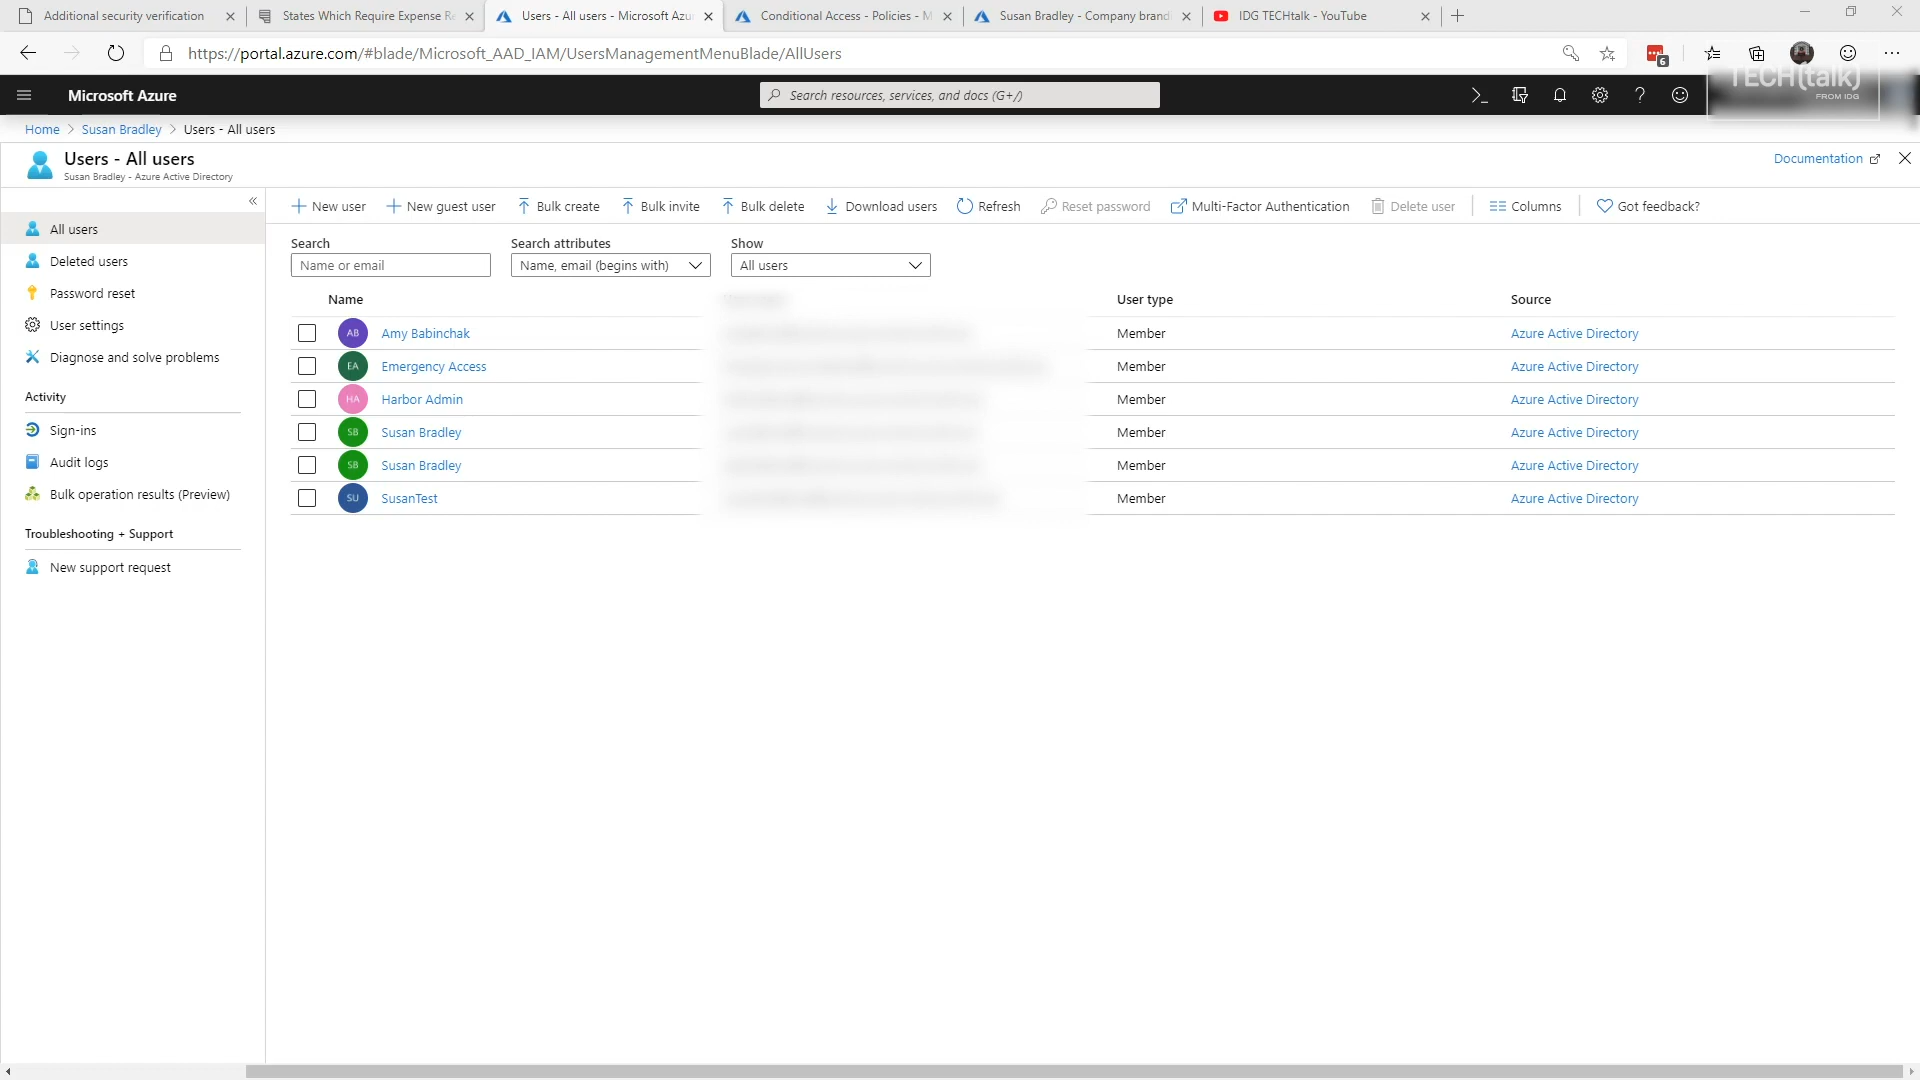 Additional security verification
States Which Require Expense Re
Users - All users - Microsoft Azu
Conditional Access - Policies - M
Susan Bradley - Company brandi
IDG TECHtalk - YouTube
https://portal.azure.com/#blade/Microsoft_AAD_IAM/UsersManagementMenuBlade/AllUsers
6
Microsoft Azure
Search resources, services, and docs (G+/)
TECH(talk)
FROM IDG
Home > Susan Bradley > Users - All users
Users - All users
Susan Bradley - Azure Active Directory
Documentation
All users
Deleted users
Password reset
User settings
Diagnose and solve problems
Activity
Sign-ins
Audit logs
Bulk operation results (Preview)
Troubleshooting + Support
New support request
New user New guest user Bulk create Bulk invite Bulk delete Download users Refresh Reset password Multi-Factor Authentication Delete user Columns Got feedback?
Search Search attributes Show
Name or email Name, email (begins with) All users
Name User type Source
AB Amy Babinchak Member Azure Active Directory
EA Emergency Access Member Azure Active Directory
HA Harbor Admin Member Azure Active Directory
SB Susan Bradley Member Azure Active Directory
SB Susan Bradley Member Azure Active Directory
SU SusanTest Member Azure Active Directory